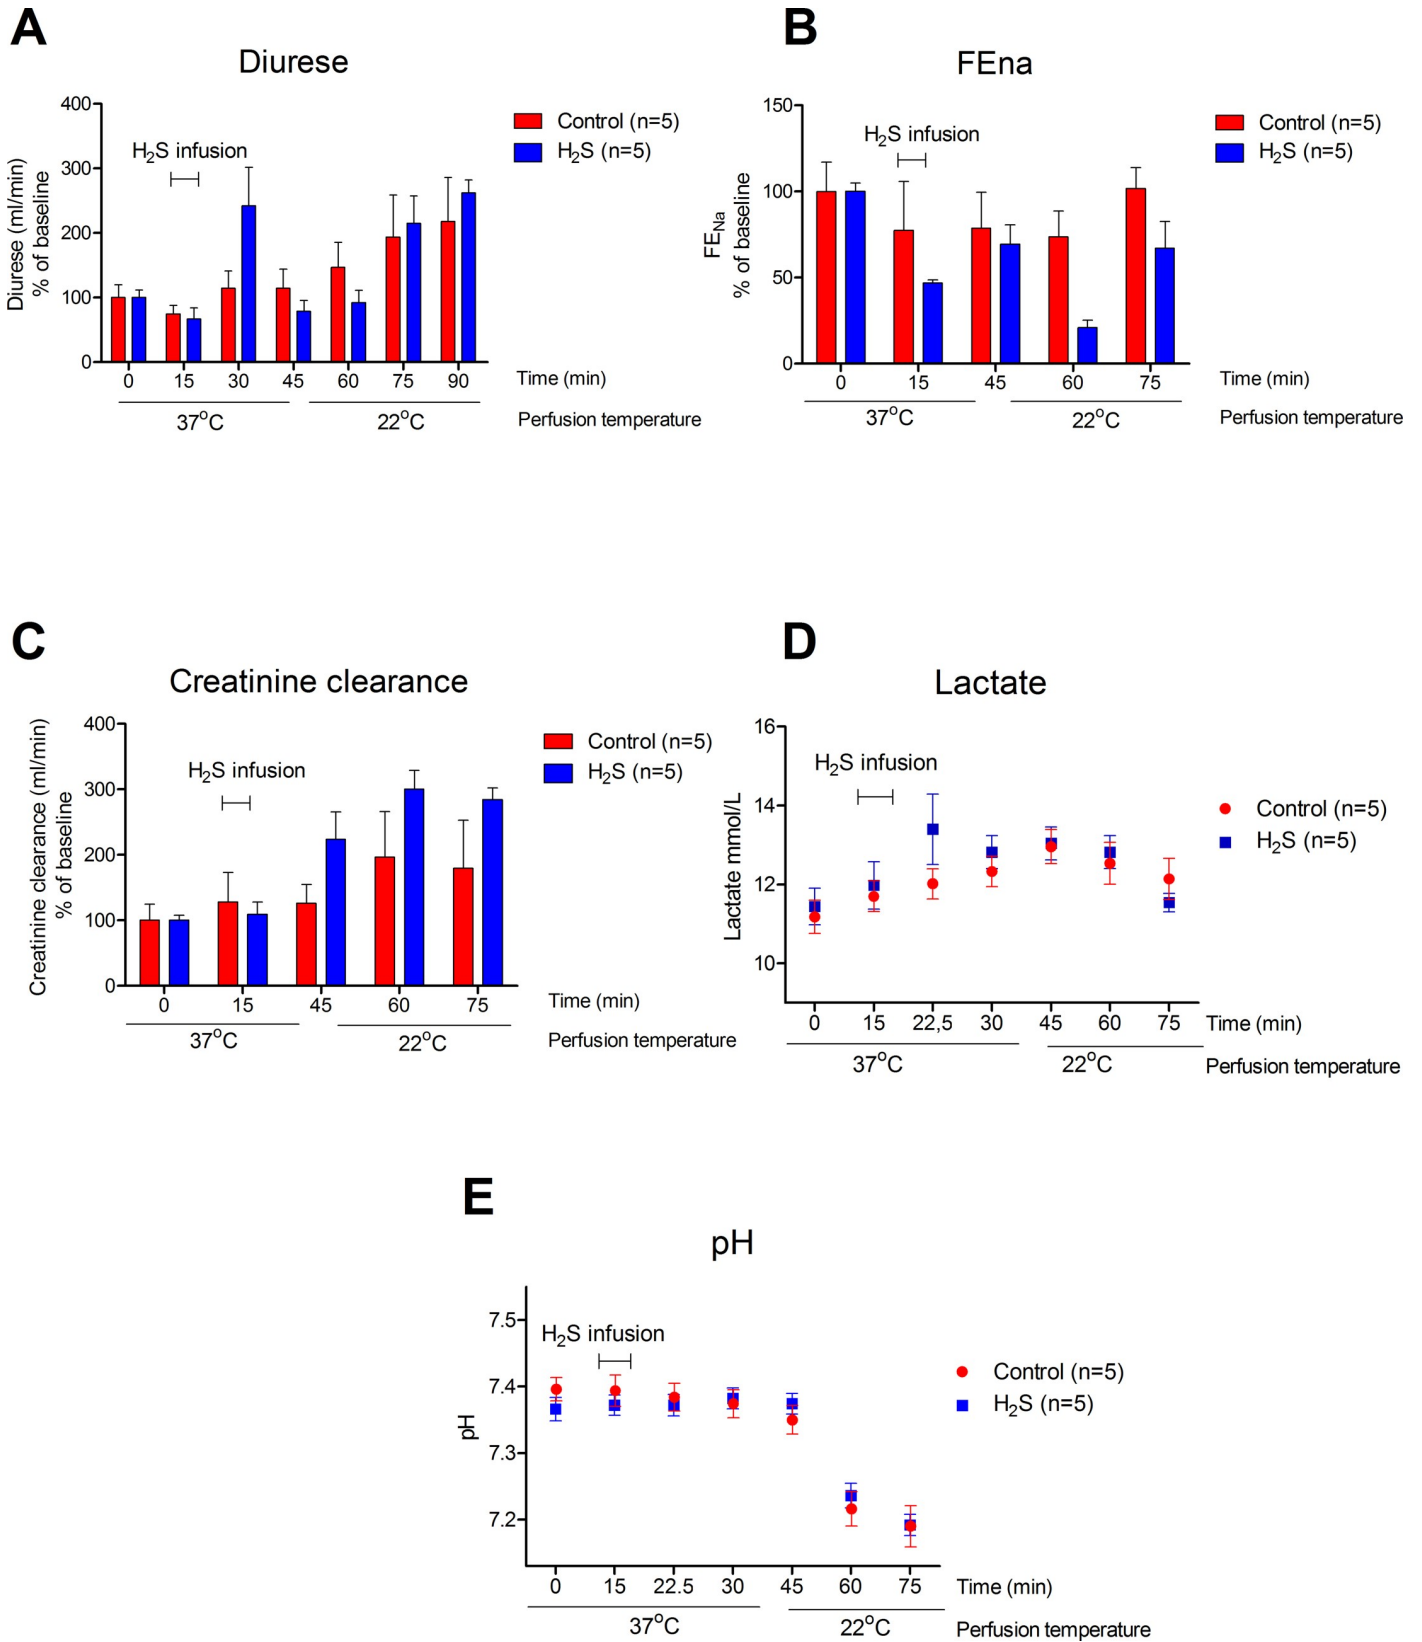 A
Diurese
Diurese (ml/min)
% of baseline
400
300
200
100
0
H2S infusion
Control (n=5)
H2S (n=5)
0 15 30 45 60 75 90
Time (min)
37°C 22°C
Perfusion temperature
B
FEna
FENa
% of baseline
150
100
50
0
H2S infusion
Control (n=5)
H2S (n=5)
0 15 45 60 75
Time (min)
37°C 22°C
Perfusion temperature
C
Creatinine clearance
Creatinine clearance (ml/min)
% of baseline
400
300
200
100
0
H2S infusion
Control (n=5)
H2S (n=5)
0 15 45 60 75
Time (min)
37°C 22°C
Perfusion temperature
D
Lactate
Lactate mmol/L
16
14
12
10
H2S infusion
Control (n=5)
H2S (n=5)
0 15 22,5 30 45 60 75
Time (min)
37°C 22°C
Perfusion temperature
E
pH
pH
7.5
7.4
7.3
7.2
H2S infusion
Control (n=5)
H2S (n=5)
0 15 22.5 30 45 60 75
Time (min)
37°C 22°C
Perfusion temperature